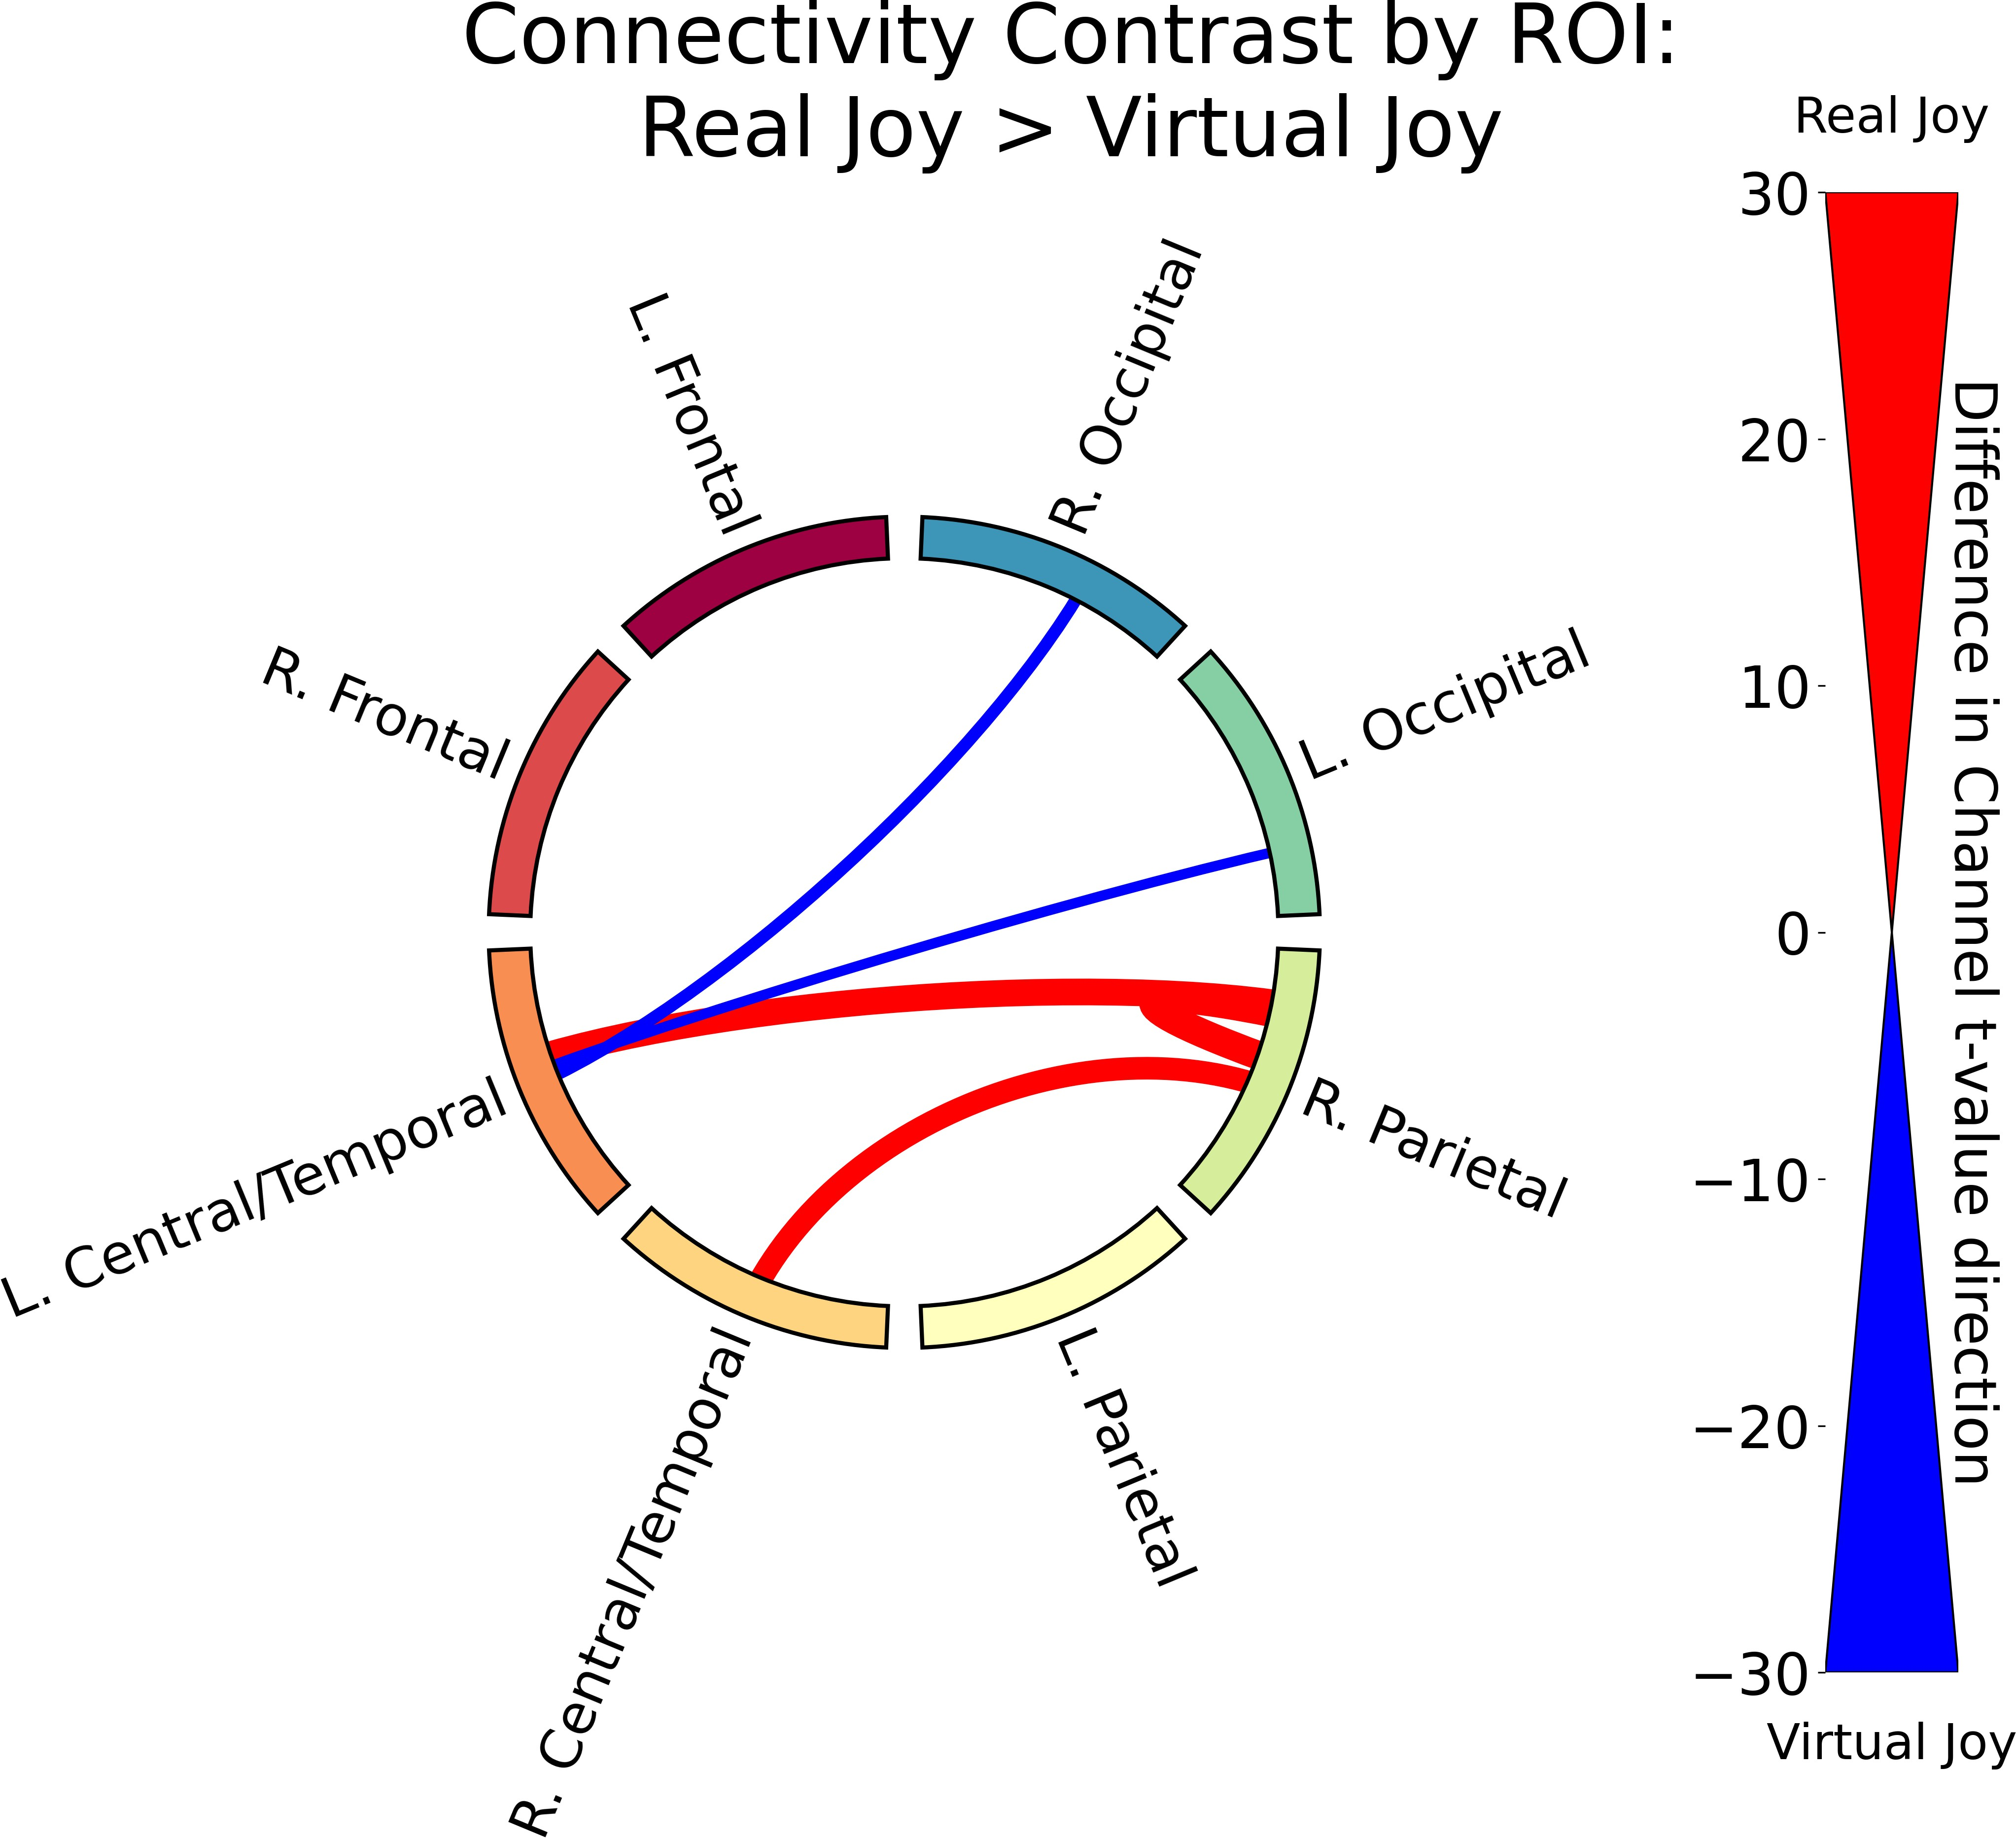 Connectivity Contrast by ROI:
Real Joy > Virtual Joy
Real Joy
30
20
10
0
−10
−20
−30
Virtual Joy
Difference in Channel t-value direction
L. Frontal
R. Occipital
R. Frontal
L. Occipital
L. Central/Temporal
R. Parietal
R. Central/Temporal
L. Parietal